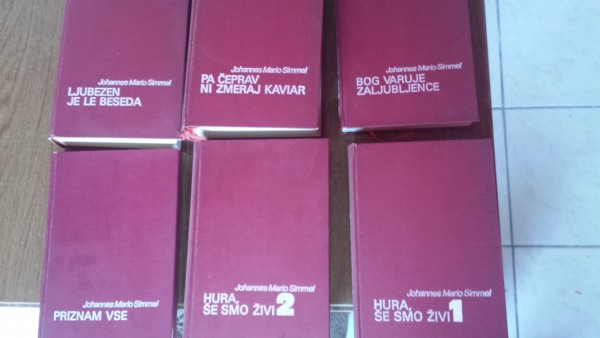 Johannes Mario Simmel
LJUBEZEN
JE LE BESEDA
Johannes Mario Simmel
PA ČEPRAV
NI ZMERAJ KAVIAR
Johannes Mario Simmel
BOG VARUJE
ZALJUBLJENCE
Johannes Mario Simmel
PRIZNAM VSE
Johannes Mario Simmel
HURA,
ŠE SMO ŽIVI 2
Johannes Mario Simmel
HURA,
ŠE SMO ŽIVI 1